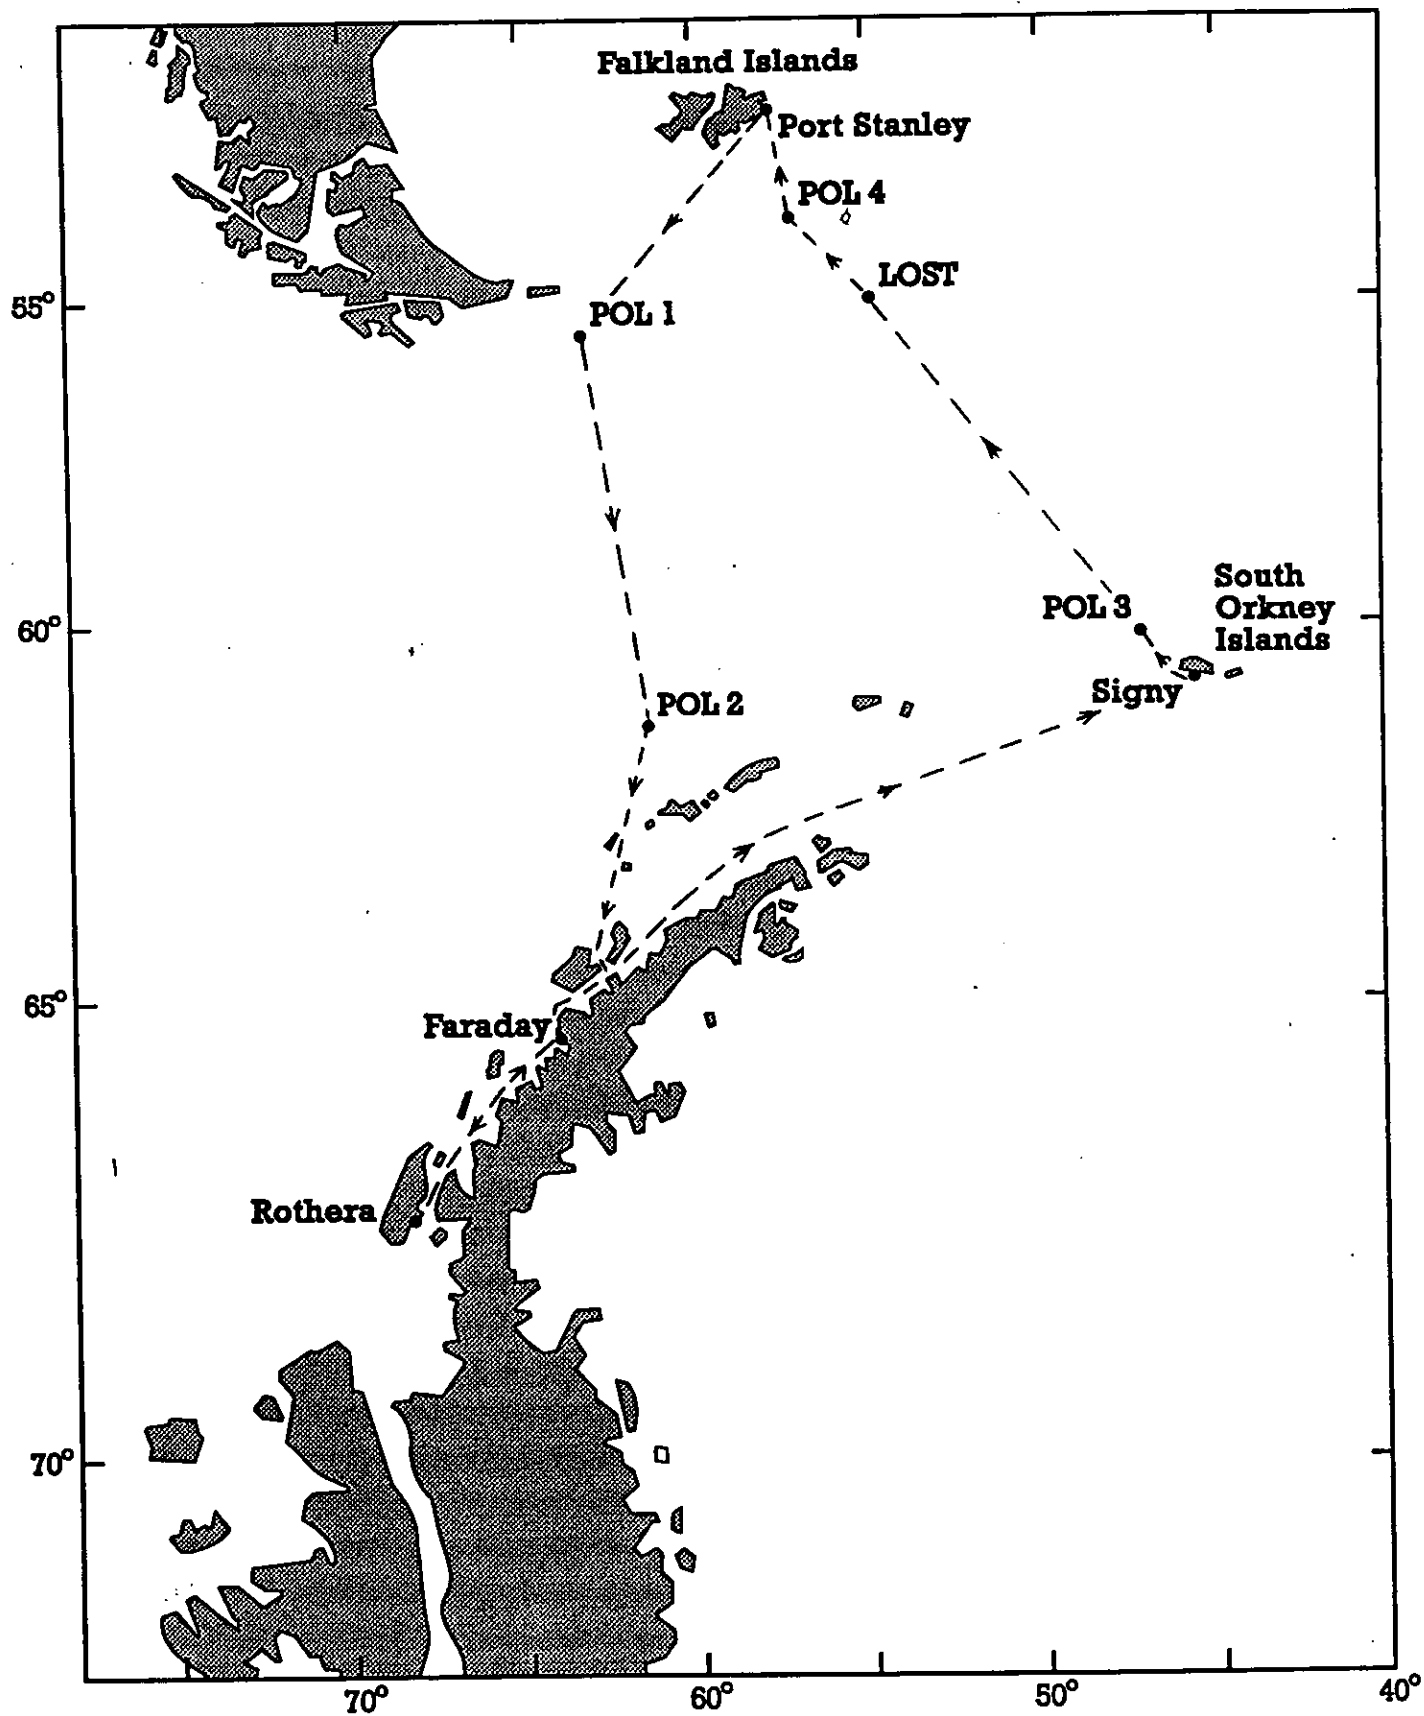 Falkland Islands
Port Stanley
POL 4
LOST
55°
POL 1
South
Orkney
Islands
POL 3
60°
Signy
POL 2
65°
Faraday
Rothera
70°
70°
60°
50°
40°